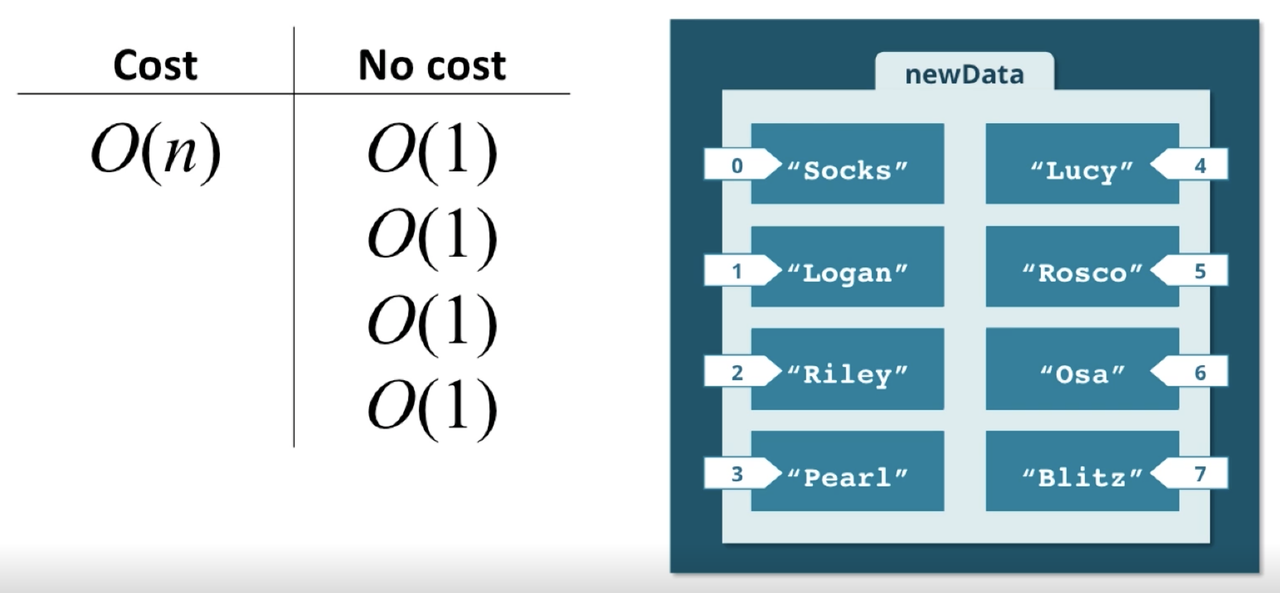 Cost No cost
O(n) O(1)
O(1)
O(1)
O(1)
newData
0 “Socks” “Lucy” 4
1 “Logan” “Rosco” 5
2 “Riley” “Osa” 6
3 “Pearl” “Blitz” 7